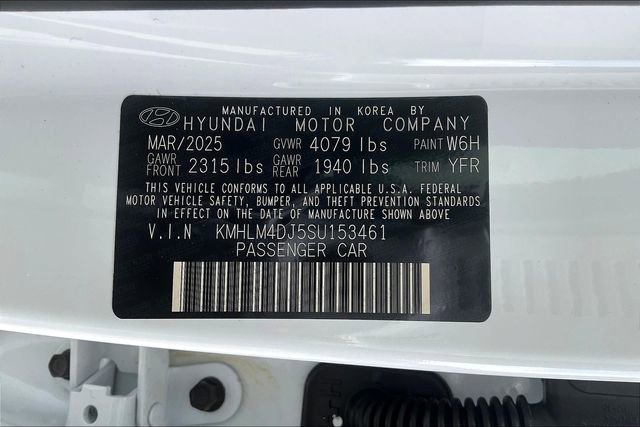 MANUFACTURED IN KOREA BY
HYUNDAI MOTOR COMPANY
MAR/2025 GVWR 4079 lbs PAINT W6H
GAWR FRONT 2315 lbs GAWR REAR 1940 lbs TRIM YFR
THIS VEHICLE CONFORMS TO ALL APPLICABLE U.S.A. FEDERAL
MOTOR VEHICLE SAFETY, BUMPER, AND THEFT PREVENTION STANDARDS
IN EFFECT ON THE DATE OF MANUFACTURE SHOWN ABOVE
V.I.N KMHLM4DJ5SU153461
PASSENGER CAR